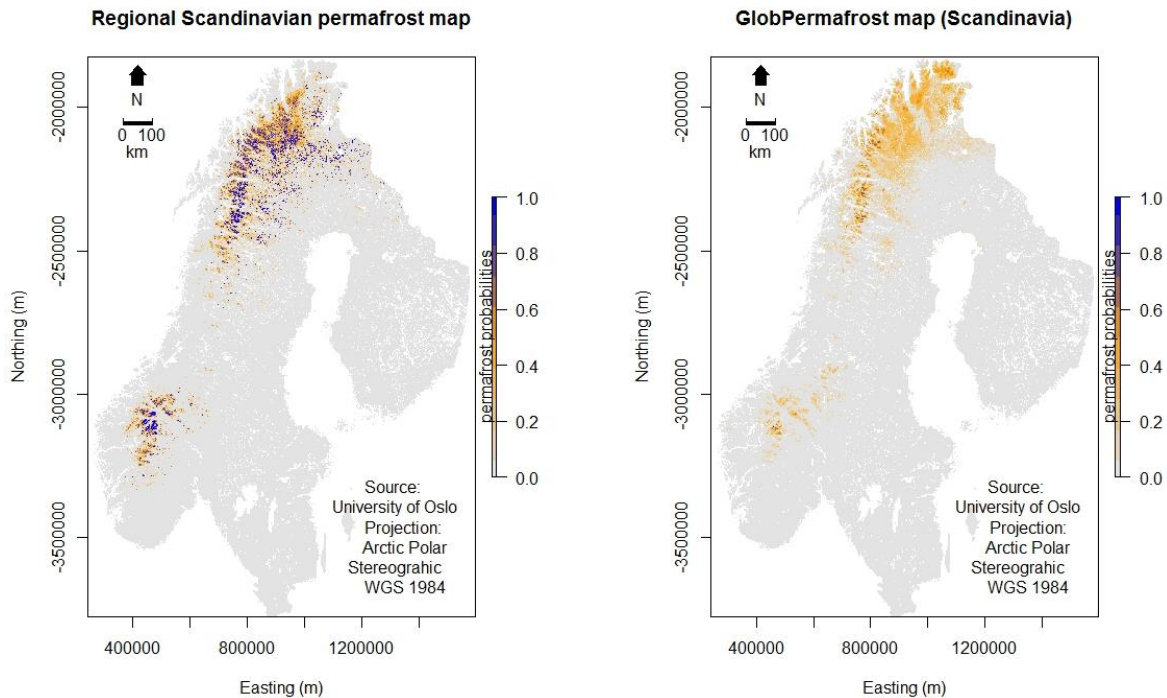 Regional Scandinavian permafrost map
N
0 100
km
-2000000
-2500000
-3000000
-3500000
Northing (m)
400000 800000 1200000
Easting (m)
1.0
0.8
0.6
0.4
0.2
0.0
permafrost probabilities
Source:
University of Oslo
Projection:
Arctic Polar
Stereograhic
WGS 1984
GlobPermafrost map (Scandinavia)
N
0 100
km
-2000000
-2500000
-3000000
-3500000
Northing (m)
400000 800000 1200000
Easting (m)
1.0
0.8
0.6
0.4
0.2
0.0
permafrost probabilities
Source:
University of Oslo
Projection:
Arctic Polar
Stereograhic
WGS 1984